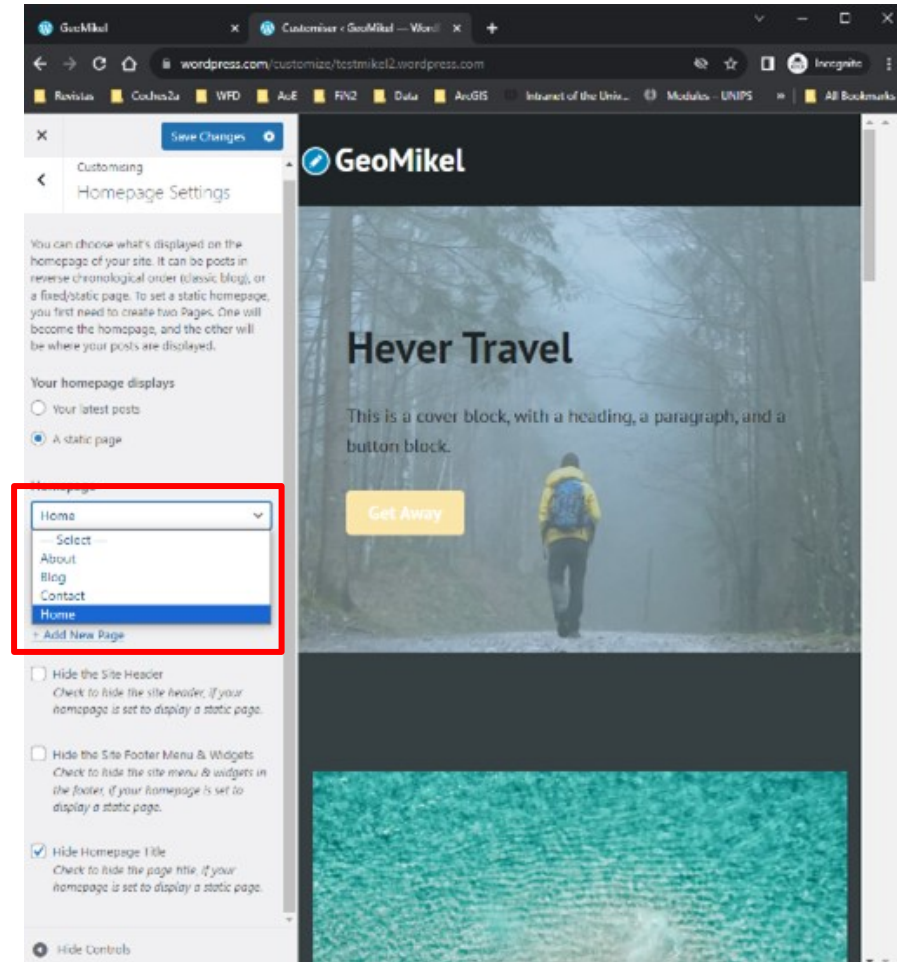 GeoMikel
Customiser ‹ GeoMikel — Word
wordpress.com/customize/testmikel2.wordpress.com
Incognito
Revistas Coches2a WFD AoE FiN2 Data ArcGIS Intranet of the Univ... Modules – UNIPS » All Bookmarks
Save Changes
Customising
Homepage Settings
You can choose what's displayed on the
homepage of your site. It can be posts in
reverse chronological order (classic blog), or
a fixed/static page. To set a static homepage,
you first need to create two Pages. One will
become the homepage, and the other will
be where your posts are displayed.
Your homepage displays
Your latest posts
A static page
Homepage
Home
— Select —
About
Blog
Contact
Home
+ Add New Page
Hide the Site Header
Check to hide the site header, if your
homepage is set to display a static page.
Hide the Site Footer Menu & Widgets
Check to hide the site menu & widgets in
the footer, if your homepage is set to
display a static page.
Hide Homepage Title
Check to hide the page title, if your
homepage is set to display a static page.
Hide Controls
GeoMikel
Hever Travel
This is a cover block, with a heading, a paragraph, and a
button block.
Get Away